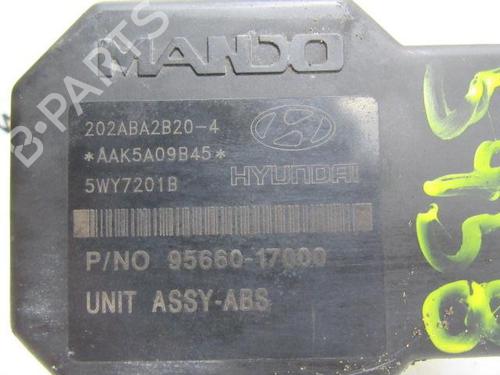 MANDO
202ABA2B20-4
*AAK5A09B45*
5WY7201B
HYUNDAI
P/NO 95660-17000
UNIT ASSY-ABS
B-PARTS